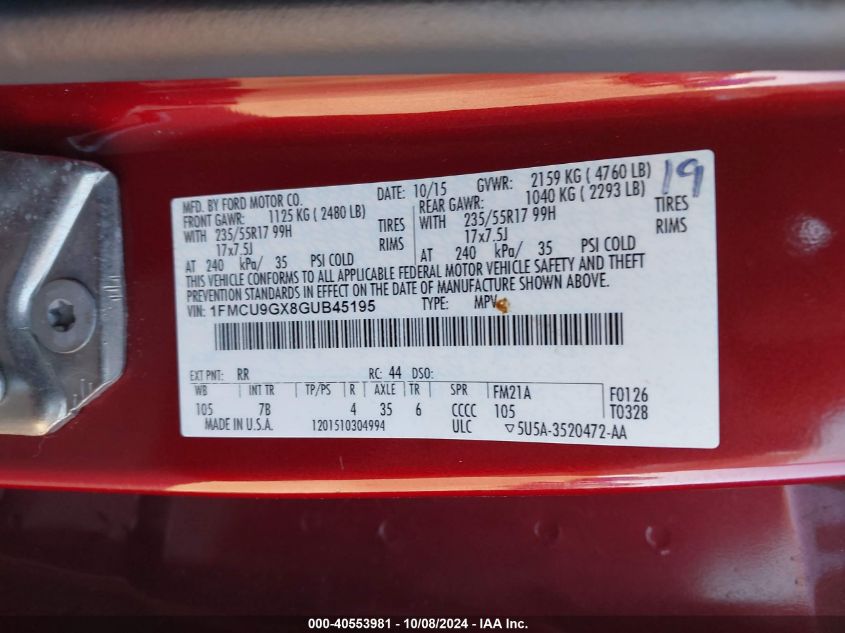 19
MFD. BY FORD MOTOR CO. DATE: 10/15 GVWR: 2159 KG ( 4760 LB)
FRONT GAWR: 1125 KG ( 2480 LB) REAR GAWR: 1040 KG ( 2293 LB)
WITH 235/55R17 99H TIRES WITH 235/55R17 99H TIRES
17x7.5J RIMS 17x7.5J RIMS
AT 240 kPa/ 35 PSI COLD AT 240 kPa/ 35 PSI COLD
THIS VEHICLE CONFORMS TO ALL APPLICABLE FEDERAL MOTOR VEHICLE SAFETY AND THEFT
PREVENTION STANDARDS IN EFFECT ON THE DATE OF MANUFACTURE SHOWN ABOVE.
VIN: 1FMCU9GX8GUB45195 TYPE: MPV
EXT PNT: RR RC: 44 DSO:
WB INT TR TP/PS R AXLE TR SPR FM21A F0126
105 7B 4 35 6 CCCC 105 T0328
MADE IN U.S.A. 1201510304994 ULC ▽5U5A-3520472-AA
000-40553981 - 10/08/2024 - IAA Inc.